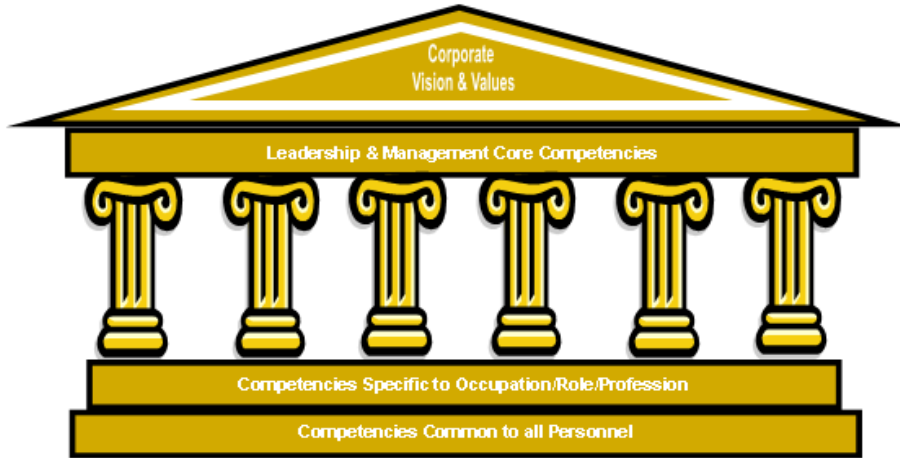 Corporate
Vision & Values
Leadership & Management Core Competencies
Competencies Specific to Occupation/Role/Profession
Competencies Common to all Personnel